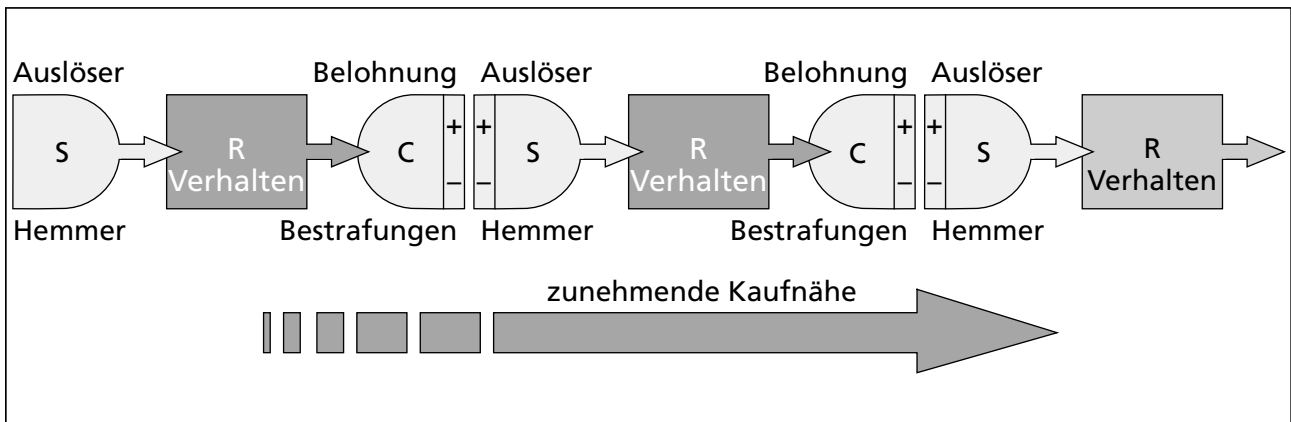 Auslöser Belohnung Auslöser Belohnung Auslöser
S R Verhalten C + − + − S R Verhalten C + − + − S R Verhalten
Hemmer Bestrafungen Hemmer Bestrafungen Hemmer
zunehmende Kaufnähe